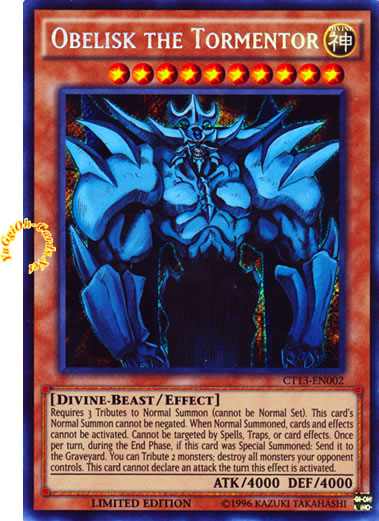 OBELISK THE TORMENTOR
DIVINE
神
YuGgiOh-Cards.Net
CT13-EN002
[DIVINE-BEAST/EFFECT]
Requires 3 Tributes to Normal Summon (cannot be Normal Set). This card's
Normal Summon cannot be negated. When Normal Summoned, cards and effects
cannot be activated. Cannot be targeted by Spells, Traps, or card effects. Once
per turn, during the End Phase, if this card was Special Summoned: Send it to
the Graveyard. You can Tribute 2 monsters; destroy all monsters your opponent
controls. This card cannot declare an attack the turn this effect is activated.
ATK/4000 DEF/4000
LIMITED EDITION
©1996 KAZUKI TAKAHASHI